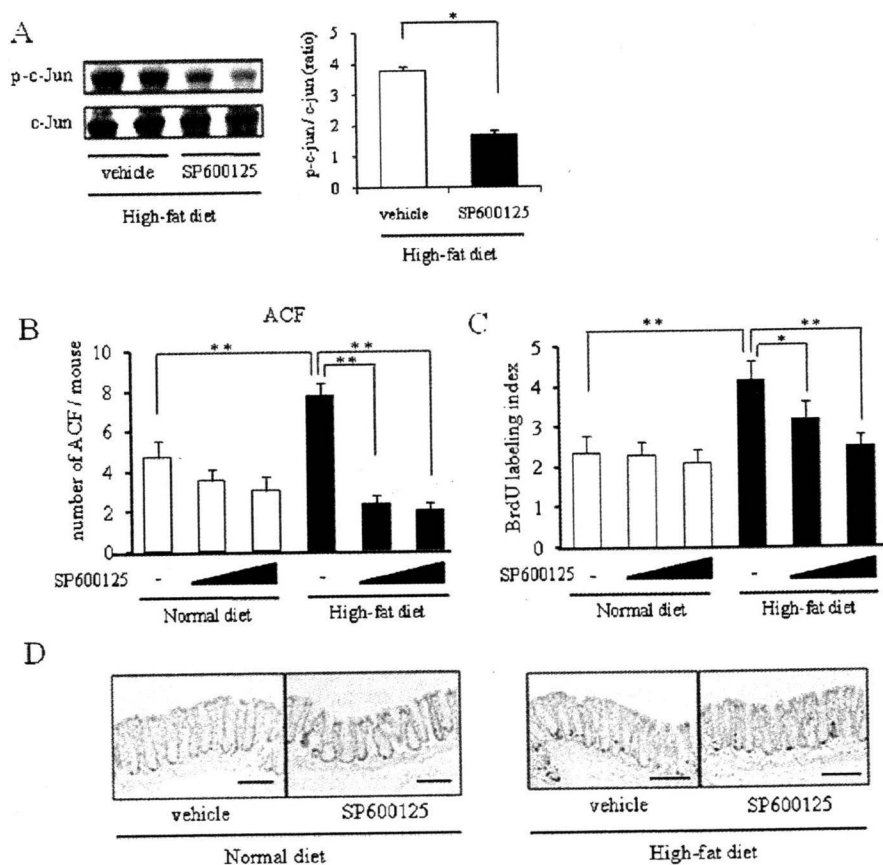 A
p-c-Jun
c-Jun
vehicle SP600125
High-fat diet
p-c-jun / c-jun (ratio)
5
4
3
2
1
0
*
vehicle SP600125
High-fat diet
B
ACF
number of ACF / mouse
10
8
6
4
2
0
**
**
**
SP600125 - -
Normal diet High-fat diet
C
BrdU labeling index
5
4
3
2
1
0
**
**
*
SP600125 - -
Normal diet High-fat diet
D
vehicle SP600125
Normal diet
vehicle SP600125
High-fat diet